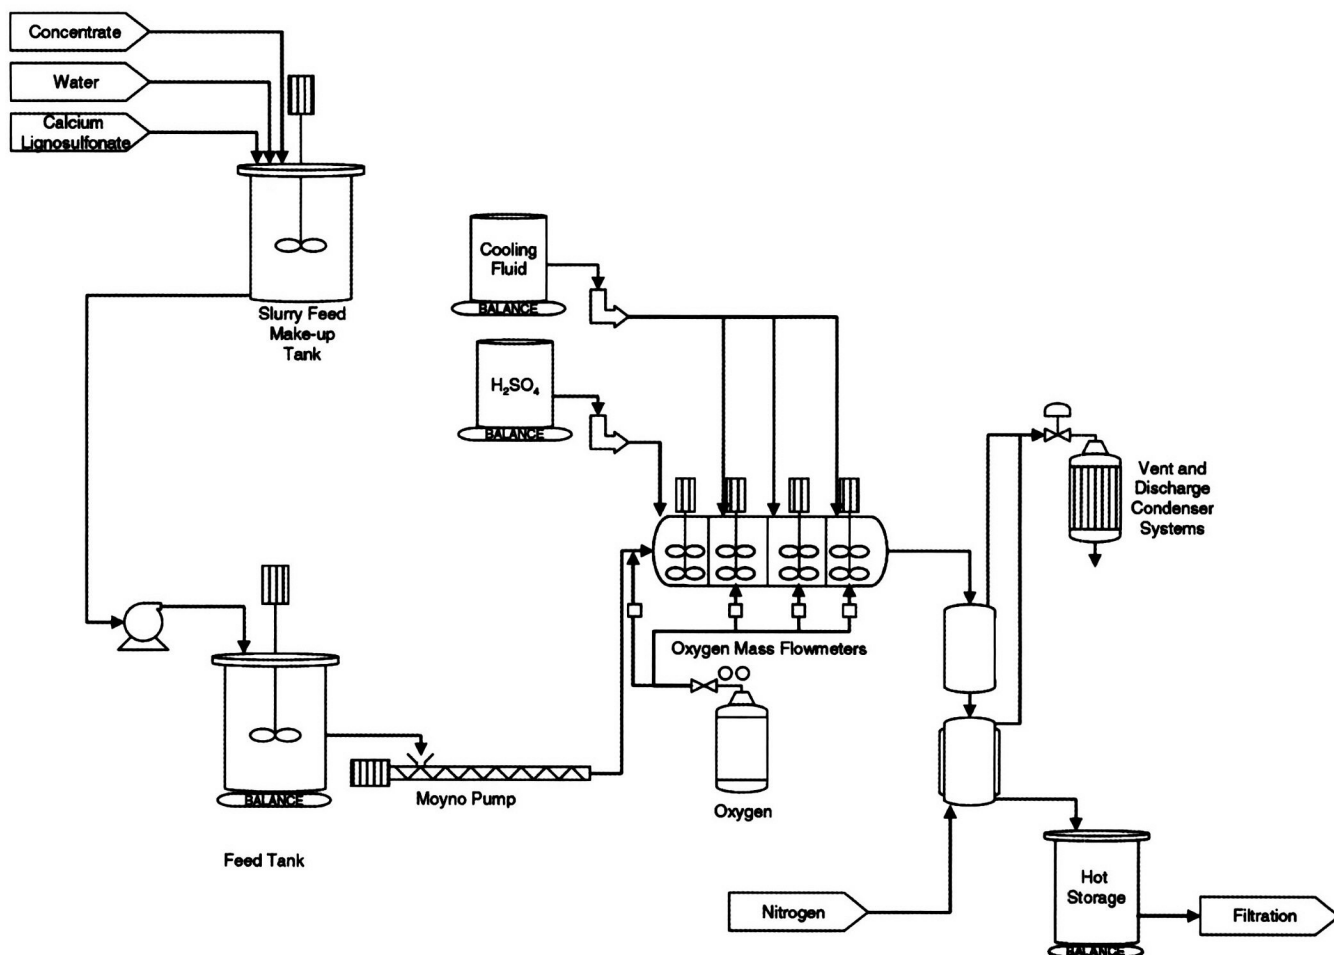 Concentrate
Water
Calcium
Lignosulfonate
Slurry Feed
Make-up
Tank
Cooling
Fluid
BALANCE
H₂SO₄
BALANCE
Vent and
Discharge
Condenser
Systems
Oxygen Mass Flowmeters
BALANCE
Moyno Pump
Oxygen
Feed Tank
Hot
Storage
Nitrogen
Filtration
BALANCE